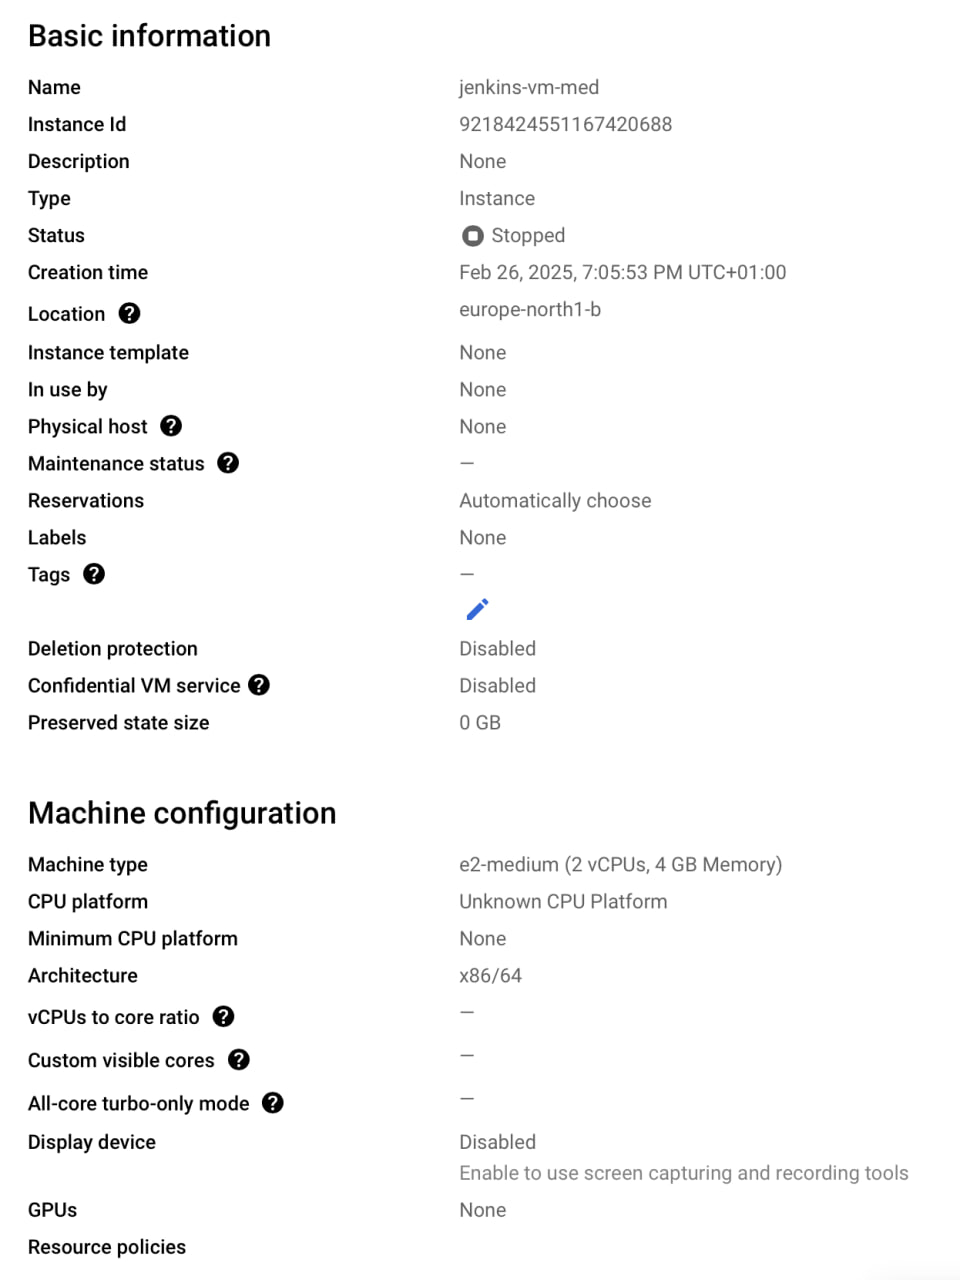 Basic information
Name jenkins-vm-med
Instance Id 9218424551167420688
Description None
Type Instance
Status Stopped
Creation time Feb 26, 2025, 7:05:53 PM UTC+01:00
Location ? europe-north1-b
Instance template None
In use by None
Physical host ? None
Maintenance status ? —
Reservations Automatically choose
Labels None
Tags ? —
Deletion protection Disabled
Confidential VM service ? Disabled
Preserved state size 0 GB
Machine configuration
Machine type e2-medium (2 vCPUs, 4 GB Memory)
CPU platform Unknown CPU Platform
Minimum CPU platform None
Architecture x86/64
vCPUs to core ratio ? —
Custom visible cores ? —
All-core turbo-only mode ? —
Display device Disabled
Enable to use screen capturing and recording tools
GPUs None
Resource policies